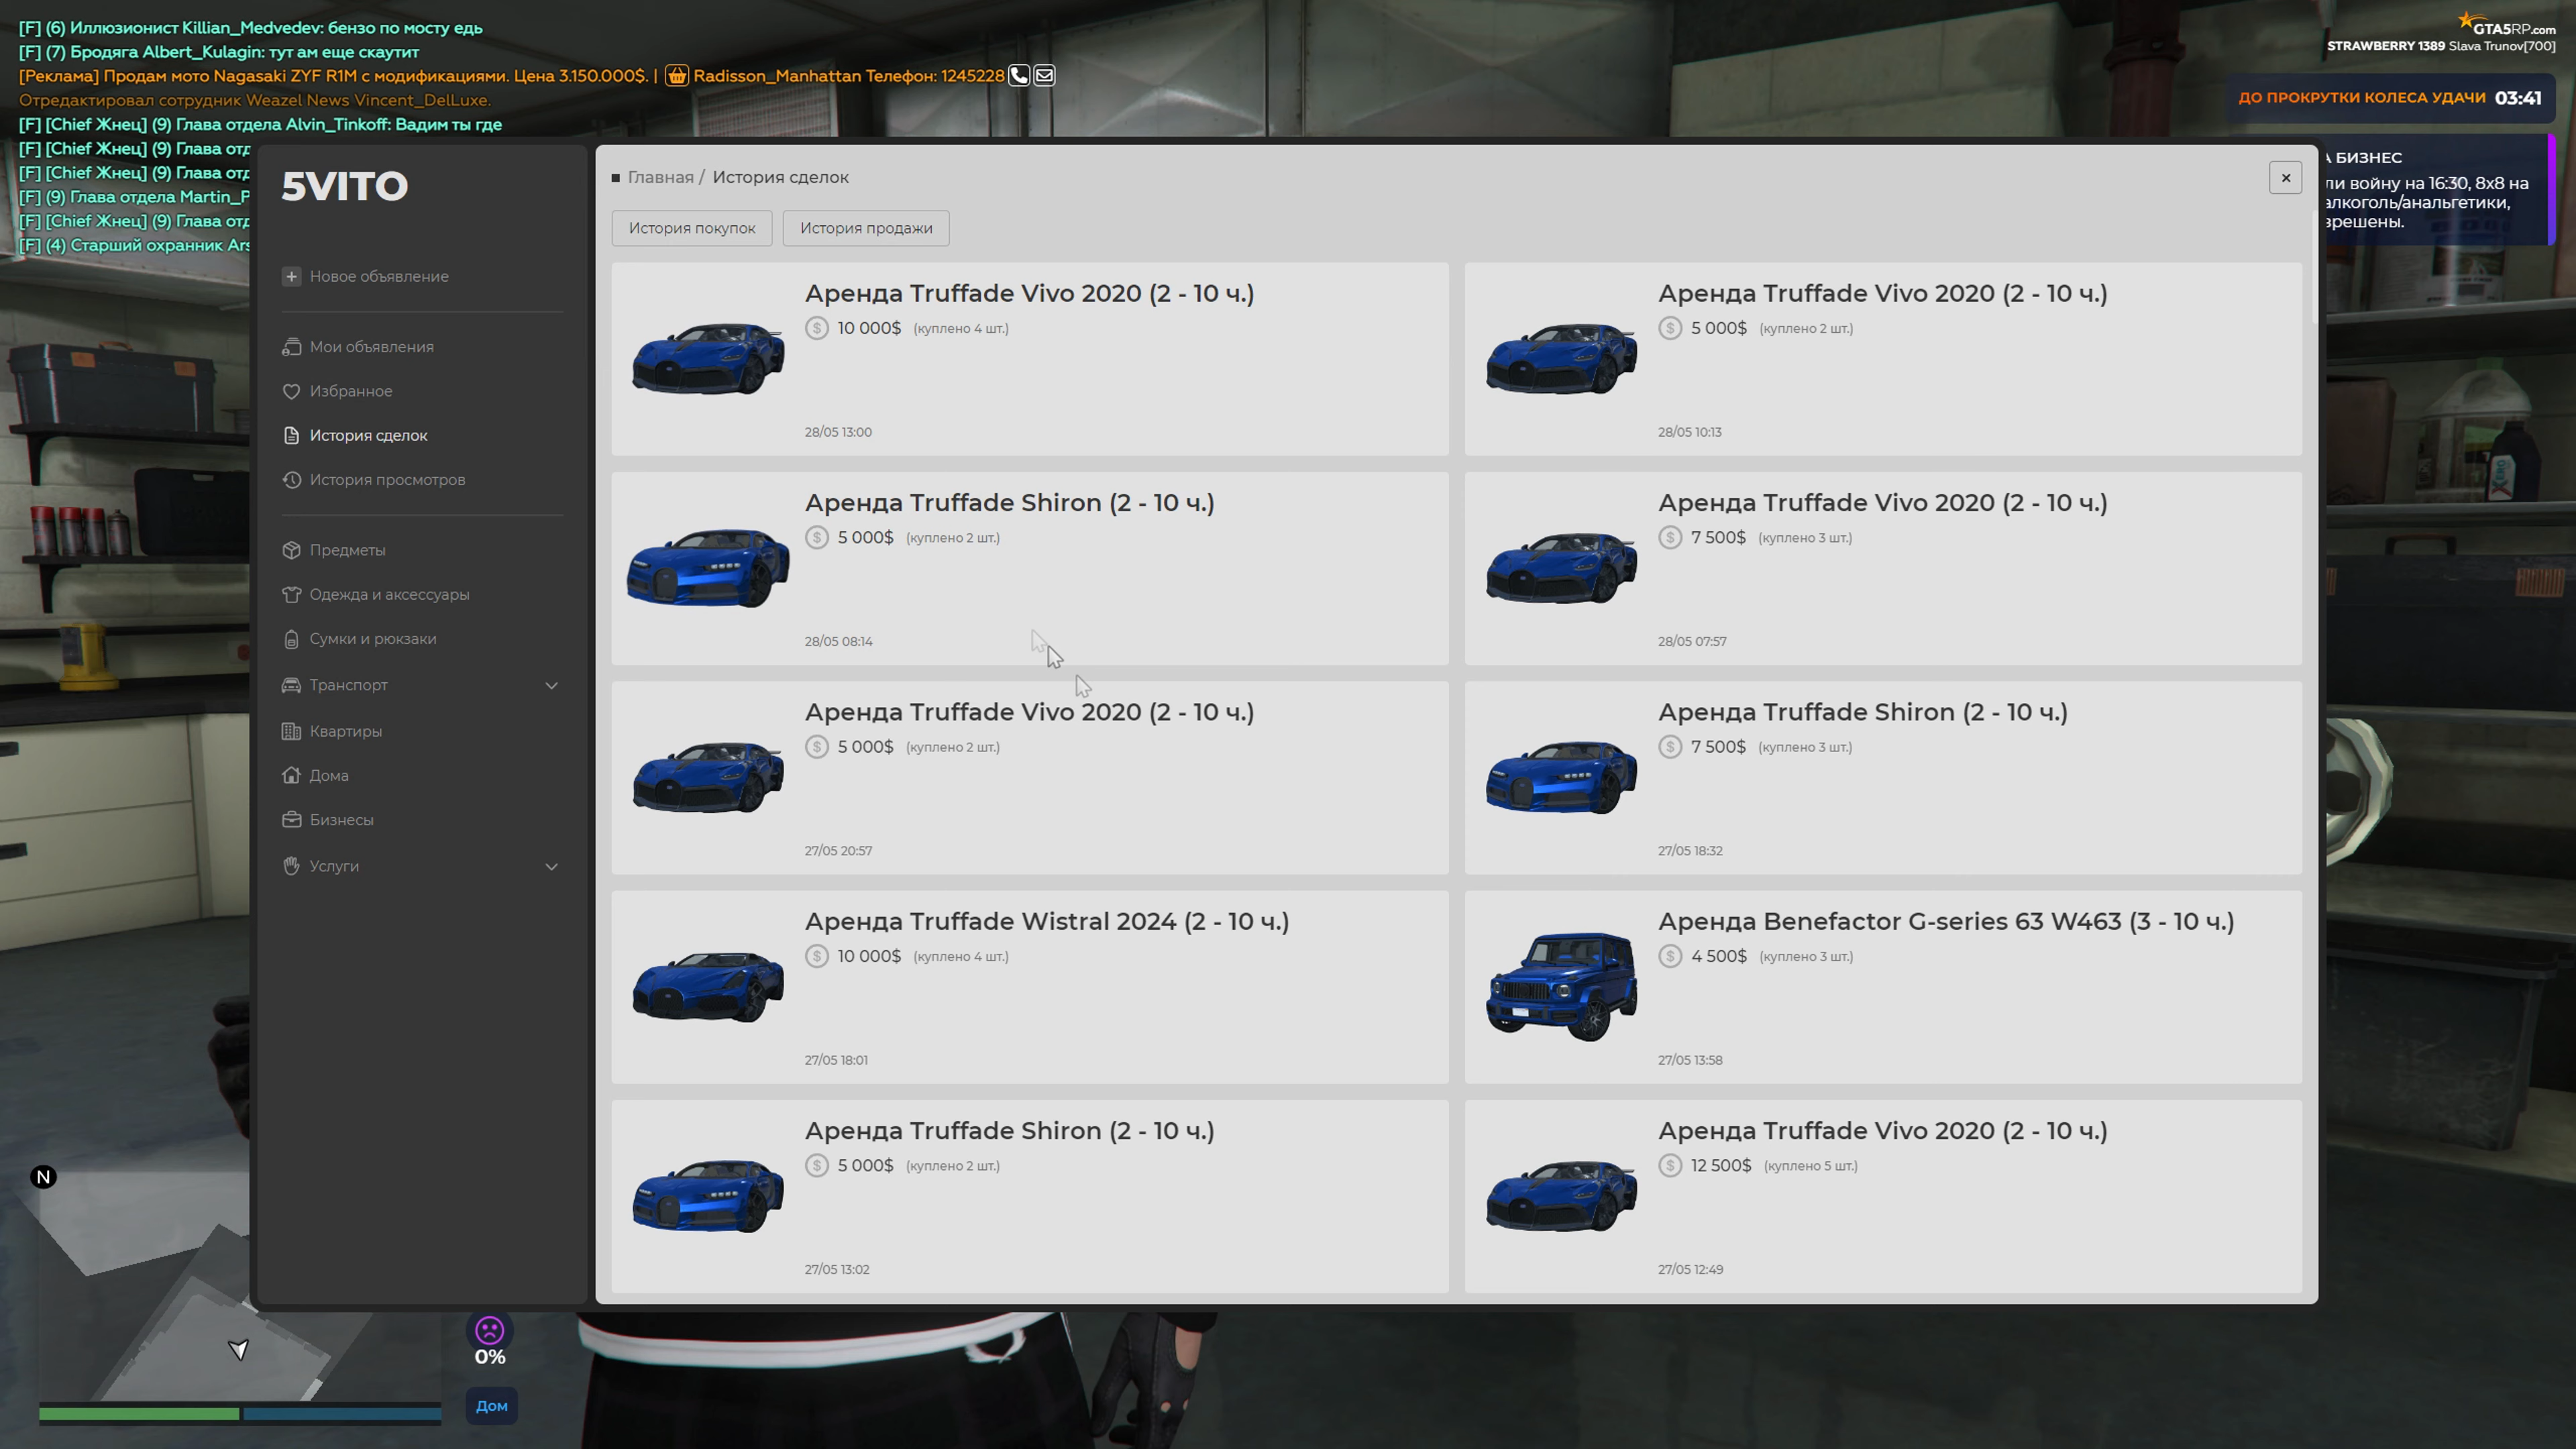 [F] (6) Иллюзионист Killian_Medvedev: бензо по мосту едь
[F] (7) Бродяга Albert_Kulagin: тут ам еще скаутит
[Реклама] Продам мото Nagasaki ZYF R1M с модификациями. Цена 3.150.000$. | Radisson_Manhattan Телефон: 1245228
Отредактировал сотрудник Weazel News Vincent_DelLuxe.
[F] [Chief Жнец] (9) Глава отдела Alvin_Tinkoff: Вадим ты где
[F] [Chief Жнец] (9) Глава отд
[F] [Chief Жнец] (9) Глава отд
[F] (9) Глава отдела Martin_P
[F] [Chief Жнец] (9) Глава отд
[F] (4) Старший охранник Ars
GTA5RP.com
STRAWBERRY 1389 Slava Trunov[700]
ДО ПРОКРУТКИ КОЛЕСА УДАЧИ 03:41
А БИЗНЕС
ли войну на 16:30, 8x8 на
алкоголь/анальгетики,
зрешены.
5VITO
Новое объявление
Мои объявления
Избранное
История сделок
История просмотров
Предметы
Одежда и аксессуары
Сумки и рюкзаки
Транспорт
Квартиры
Дома
Бизнесы
Услуги
Главная / История сделок
История покупок
История продажи
Аренда Truffade Vivo 2020 (2 - 10 ч.)
10 000$ (куплено 4 шт.)
28/05 13:00
Аренда Truffade Vivo 2020 (2 - 10 ч.)
5 000$ (куплено 2 шт.)
28/05 10:13
Аренда Truffade Shiron (2 - 10 ч.)
5 000$ (куплено 2 шт.)
28/05 08:14
Аренда Truffade Vivo 2020 (2 - 10 ч.)
7 500$ (куплено 3 шт.)
28/05 07:57
Аренда Truffade Vivo 2020 (2 - 10 ч.)
5 000$ (куплено 2 шт.)
27/05 20:57
Аренда Truffade Shiron (2 - 10 ч.)
7 500$ (куплено 3 шт.)
27/05 18:32
Аренда Truffade Wistral 2024 (2 - 10 ч.)
10 000$ (куплено 4 шт.)
27/05 18:01
Аренда Benefactor G-series 63 W463 (3 - 10 ч.)
4 500$ (куплено 3 шт.)
27/05 13:58
Аренда Truffade Shiron (2 - 10 ч.)
5 000$ (куплено 2 шт.)
27/05 13:02
Аренда Truffade Vivo 2020 (2 - 10 ч.)
12 500$ (куплено 5 шт.)
27/05 12:49
N
0%
Дом
XERO